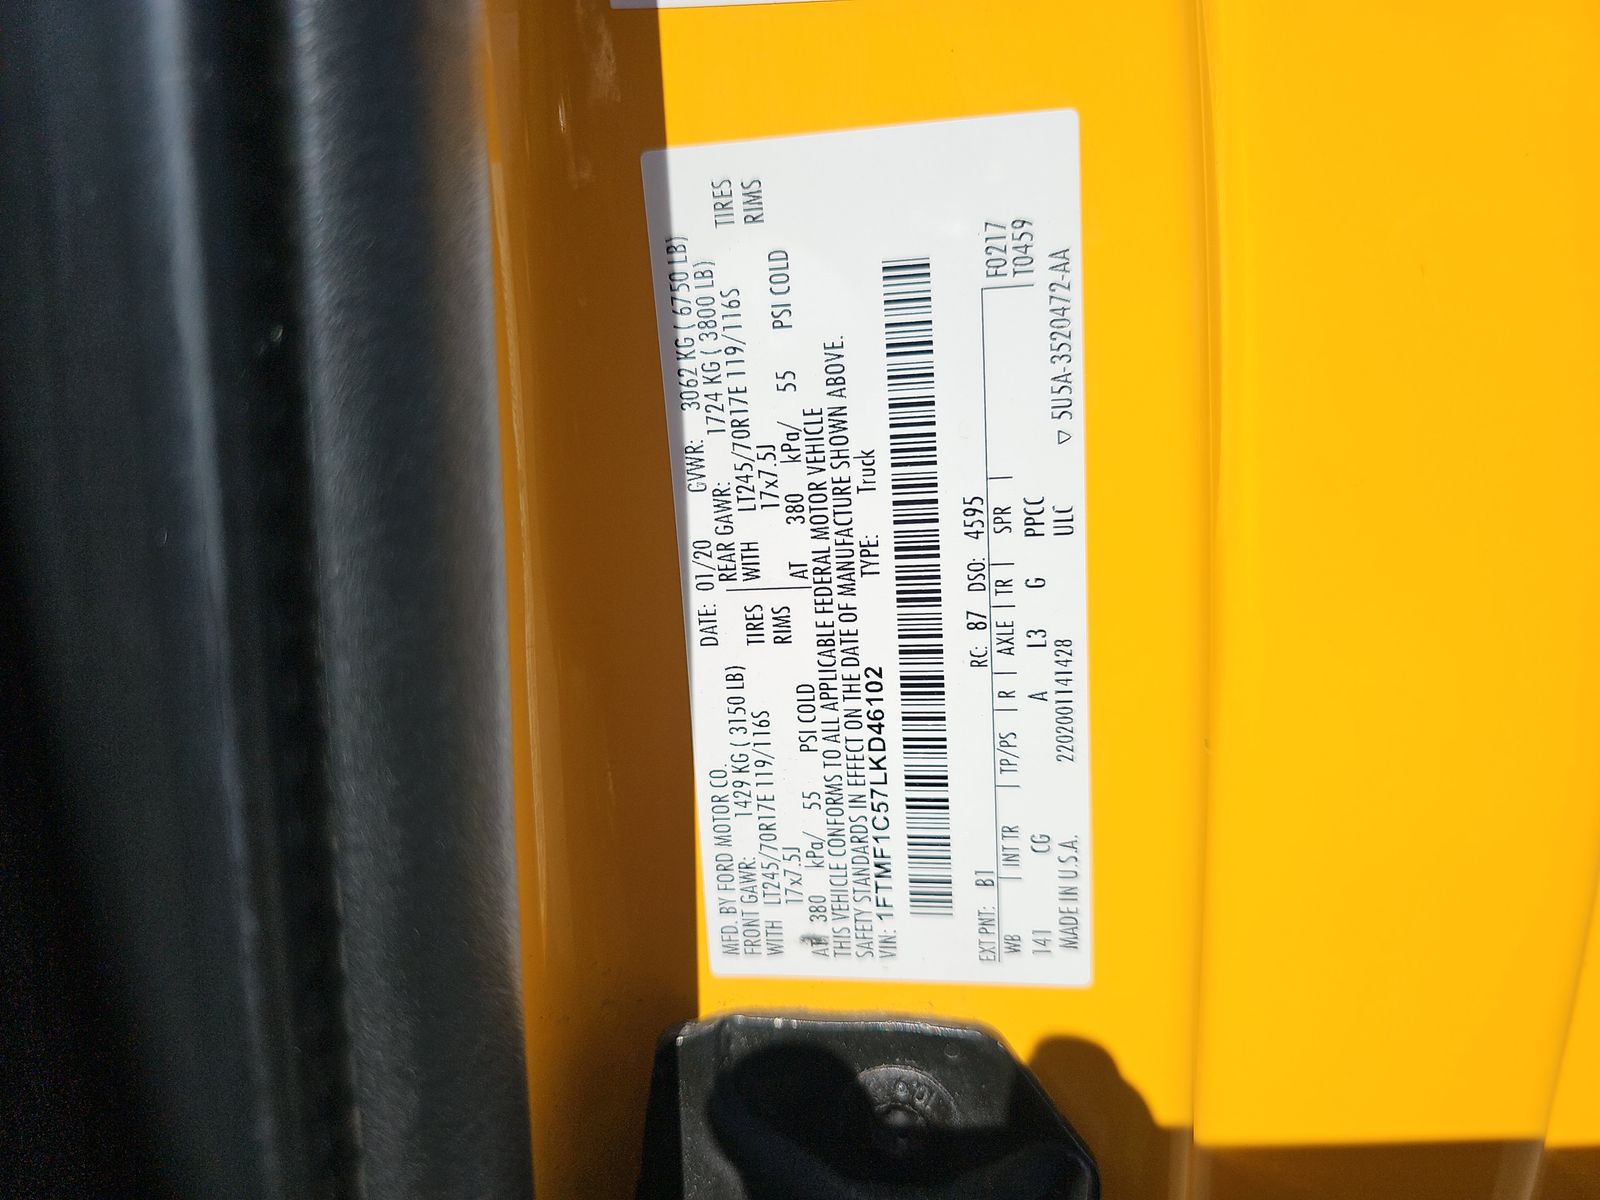 MFD. BY FORD MOTOR CO.
DATE: 01/20 GVWR: 3062 KG ( 6750 LB)
FRONT GAWR: 1429 KG ( 3150 LB) REAR GAWR: 1724 KG ( 3800 LB)
WITH LT245/70R17E 119/116S TIRES WITH LT245/70R17E 119/116S TIRES
17x7.5J RIMS 17x7.5J RIMS
AT 380 kPa/ 55 PSI COLD AT 380 kPa/ 55 PSI COLD
THIS VEHICLE CONFORMS TO ALL APPLICABLE FEDERAL MOTOR VEHICLE
SAFETY STANDARDS IN EFFECT ON THE DATE OF MANUFACTURE SHOWN ABOVE.
VIN: 1FTMF1C57LKD46102 TYPE: Truck
EXT PNT: B1 RC: 87 DSO: 4595
WB INT TR TP/PS R AXLE TR SPR F0217
141 CG A L3 G PPCC T0459
ULC
MADE IN U.S.A. 2202001141428 5U5A-3520472-AA